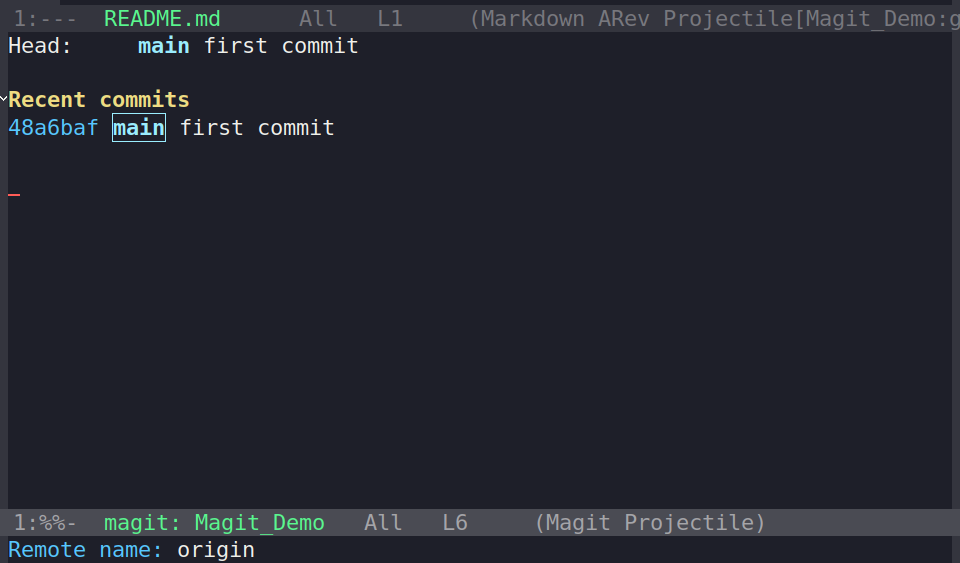 1:---  README.md      All   L1     (Markdown ARev Projectile[Magit_Demo:g
Head:     main first commit
Recent commits
48a6baf main first commit
1:%%-  magit: Magit_Demo   All   L6     (Magit Projectile)
Remote name: origin